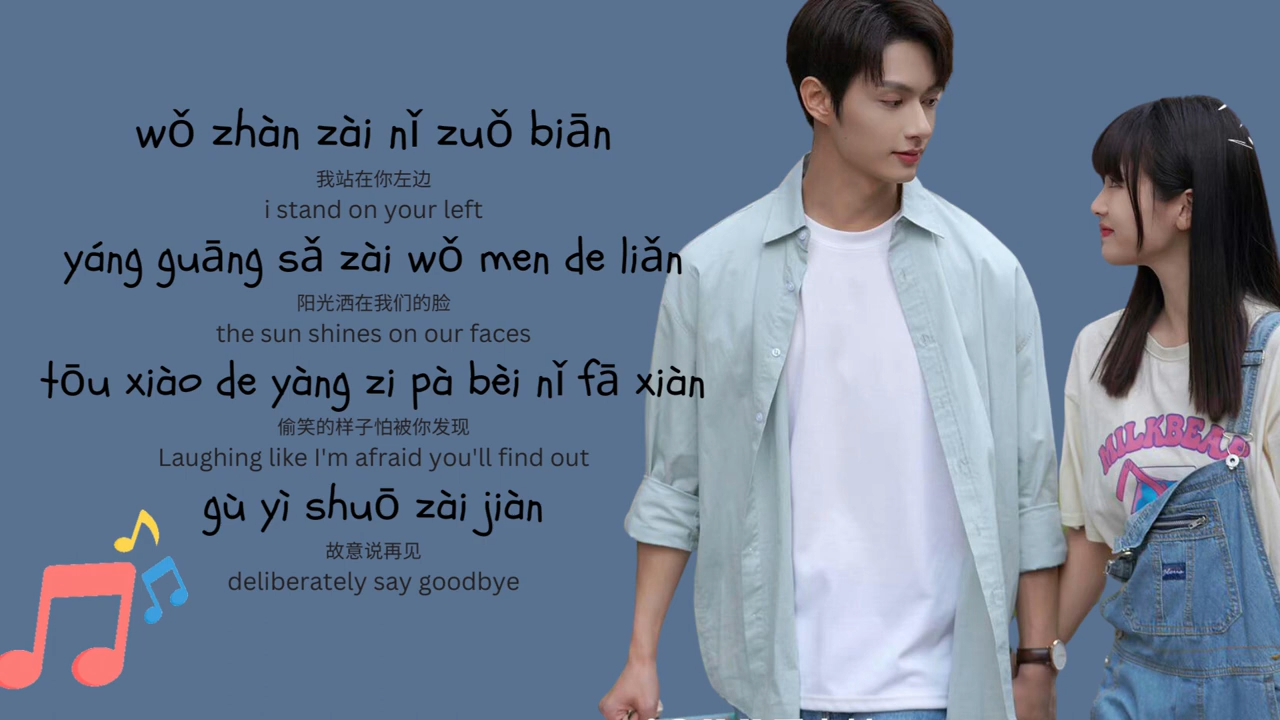 wǒ zhàn zài nǐ zuǒ biān
我站在你左边
i stand on your left
yáng guāng sǎ zài wǒ men de liǎn
阳光洒在我们的脸
the sun shines on our faces
tōu xiào de yàng zi pà bèi nǐ fā xiàn
偷笑的样子怕被你发现
Laughing like I'm afraid you'll find out
gù yì shuō zài jiàn
故意说再见
deliberately say goodbye
MILKBEAR